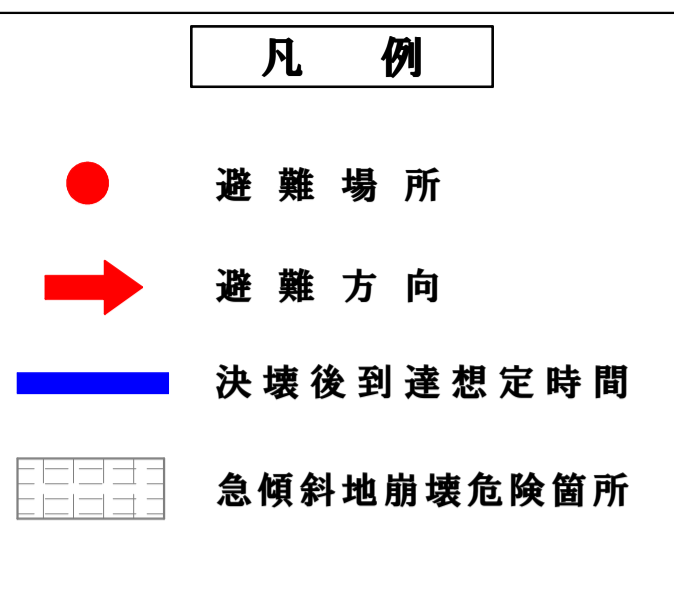 凡 例
避難場所
避難方向
決壊後到達想定時間
急傾斜地崩壊危険箇所